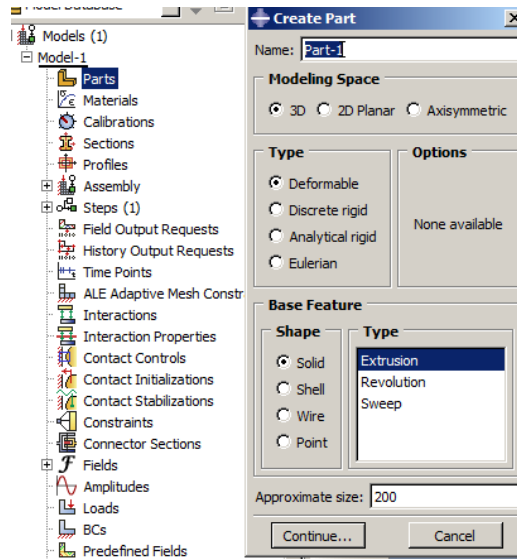 Models (1)
Model-1
Parts
Materials
Calibrations
Sections
Profiles
Assembly
Steps (1)
Field Output Requests
History Output Requests
Time Points
ALE Adaptive Mesh Constr
Interactions
Interaction Properties
Contact Controls
Contact Initializations
Contact Stabilizations
Constraints
Connector Sections
Fields
Amplitudes
Loads
BCs
Predefined Fields
Create Part
Name: Part-1
Modeling Space
3D 2D Planar Axisymmetric
Type Options
Deformable
Discrete rigid
Analytical rigid
Eulerian
None available
Base Feature
Shape Type
Solid
Shell
Wire
Point
Extrusion
Revolution
Sweep
Approximate size: 200
Continue... Cancel